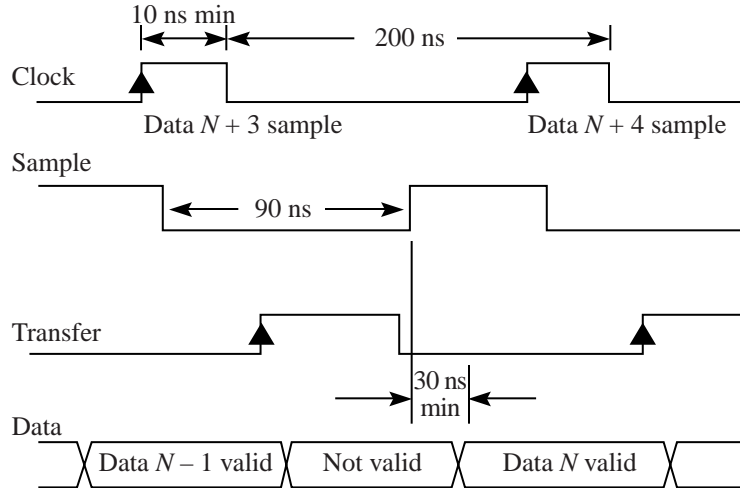 10 ns min
200 ns
Clock
Data N + 3 sample
Data N + 4 sample
Sample
90 ns
Transfer
30 ns
min
Data
Data N – 1 valid
Not valid
Data N valid